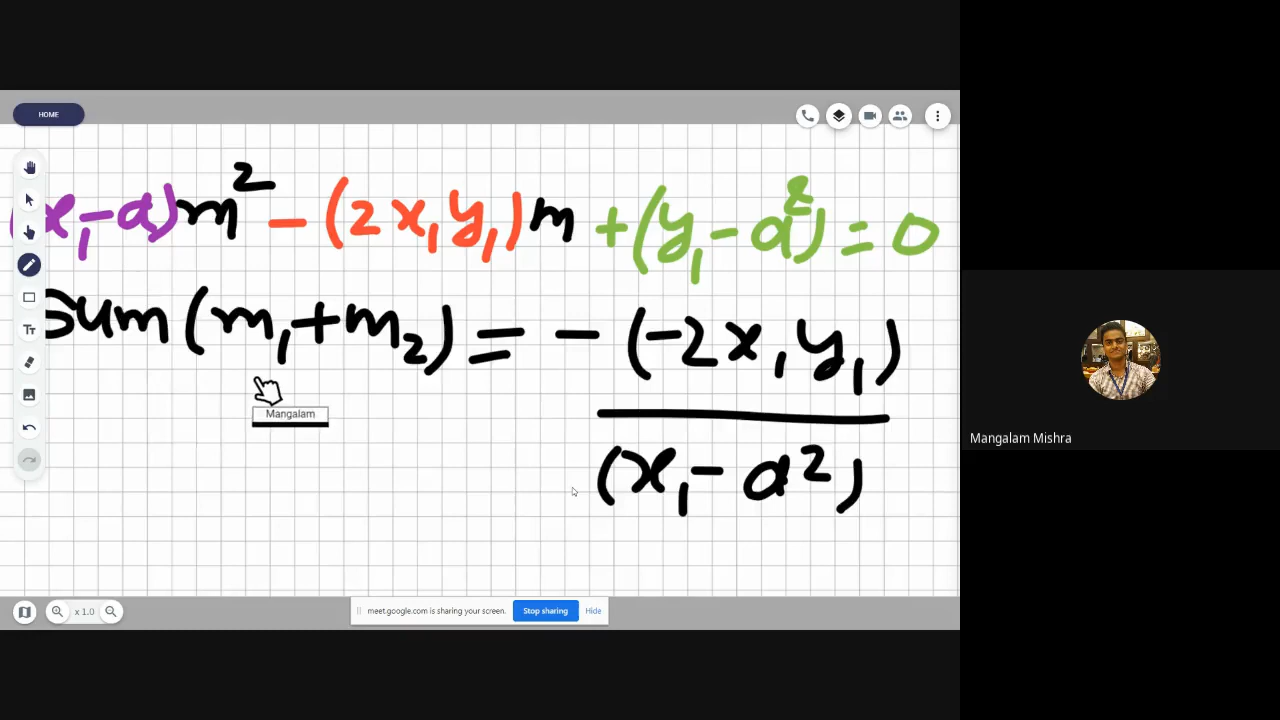 HOME
x₁-a)m² - (2x₁y₁)m + (y₁-a²) = 0
Sum (m₁+m₂) = - (-2x₁y₁)
(x₁-a²)
Mangalam
Mangalam Mishra
Tт
x 1.0
meet.google.com is sharing your screen. Stop sharing Hide